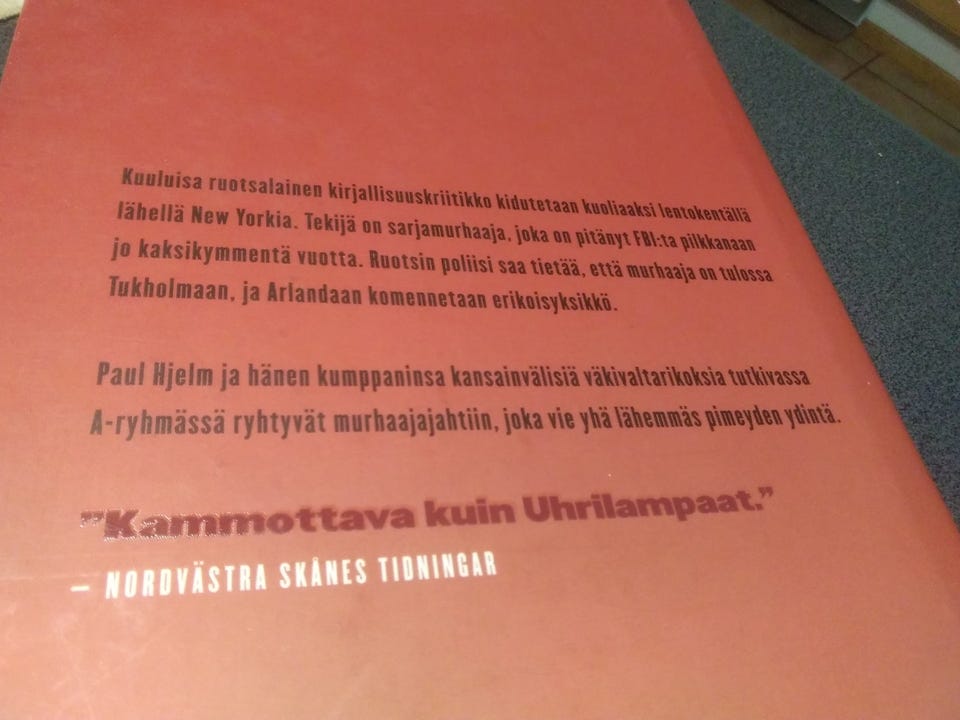 Kuuluisa ruotsalainen kirjallisuuskriitikko kidutetaan kuoliaaksi lentokentällä
lähellä New Yorkia. Tekijä on sarjamurhaaja, joka on pitänyt FBI:ta pilkkanaan
jo kaksikymmentä vuotta. Ruotsin poliisi saa tietää, että murhaaja on tulossa
Tukholmaan, ja Arlandaan komennetaan erikoisyksikkö.
Paul Hjelm ja hänen kumppaninsa kansainvälisiä väkivaltarikoksia tutkivassa
A-ryhmässä ryhtyvät murhaajajahtiin, joka vie yhä lähemmäs pimeyden ydintä.
"Kammottava kuin Uhrilampaat."
– NORDVÄSTRA SKÅNES TIDNINGAR